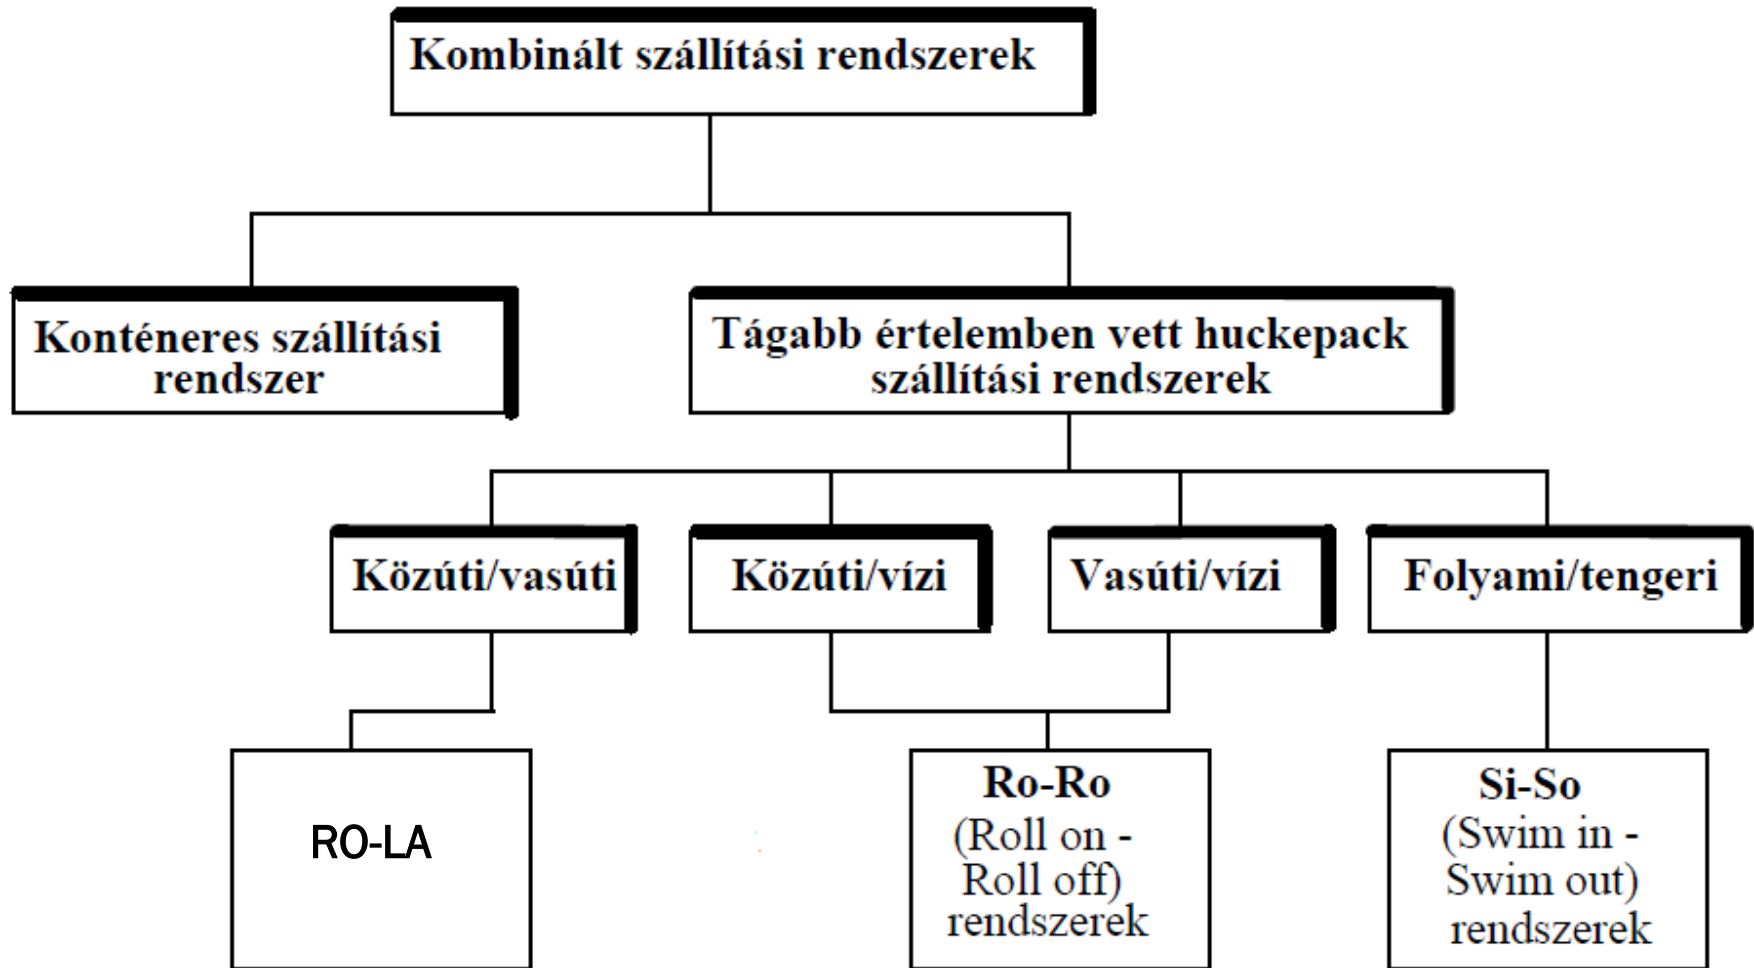 Kombinált szállítási rendszerek
Konténeres szállítási
rendszer
Tágabb értelemben vett huckepack
szállítási rendszerek
Közúti/vasúti
Közúti/vízi
Vasúti/vízi
Folyami/tengeri
RO-LA
Ro-Ro
(Roll on -
Roll off)
rendszerek
Si-So
(Swim in -
Swim out)
rendszerek